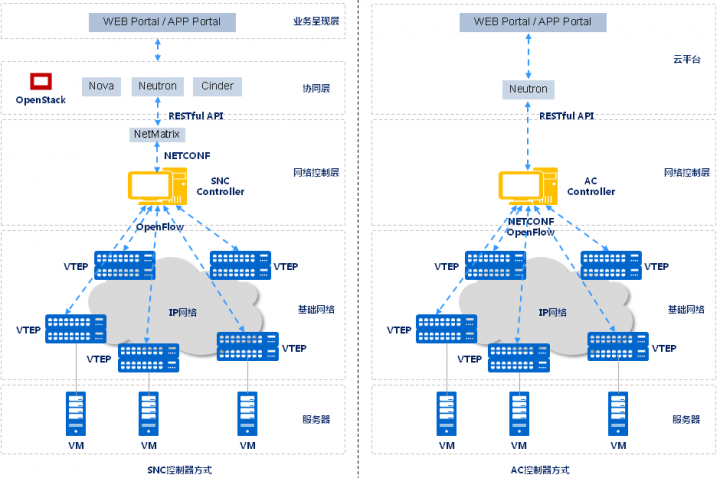 WEB Portal / APP Portal
业务呈现层
OpenStack
Nova
Neutron
Cinder
协同层
RESTful API
NetMatrix
NETCONF
SNC
Controller
网络控制层
OpenFlow
VTEP
VTEP
IP网络
基础网络
VTEP
VTEP
VTEP
服务器
VM
VM
VM
SNC控制器方式
WEB Portal / APP Portal
云平台
Neutron
RESTful API
AC
Controller
网络控制层
NETCONF
OpenFlow
VTEP
VTEP
IP网络
基础网络
VTEP
VTEP
VTEP
服务器
VM
VM
VM
AC控制器方式